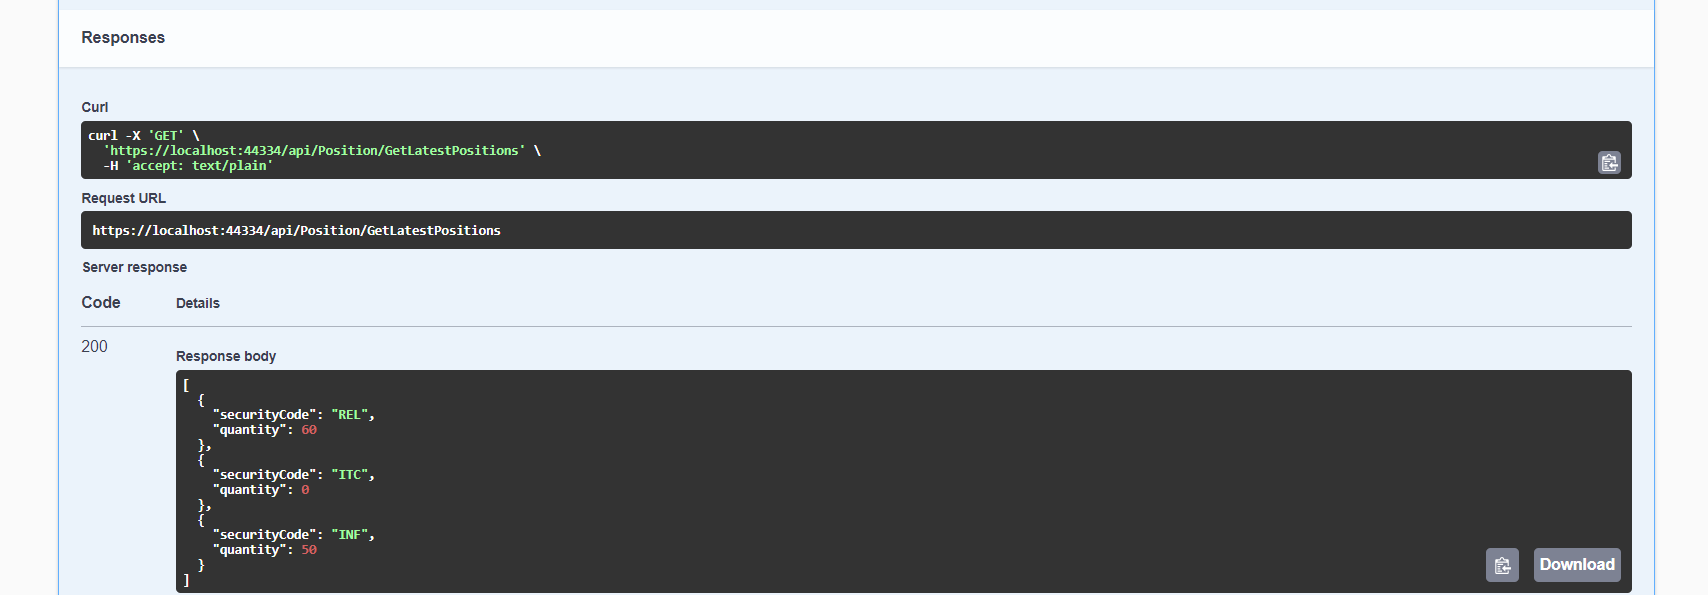 Responses
Curl
curl -X 'GET' \
  'https://localhost:44334/api/Position/GetLatestPositions' \
  -H 'accept: text/plain'
Request URL
https://localhost:44334/api/Position/GetLatestPositions
Server response
Code Details
200
Response body
[
  {
    "securityCode": "REL",
    "quantity": 60
  },
  {
    "securityCode": "ITC",
    "quantity": 0
  },
  {
    "securityCode": "INF",
    "quantity": 50
  }
]
Download